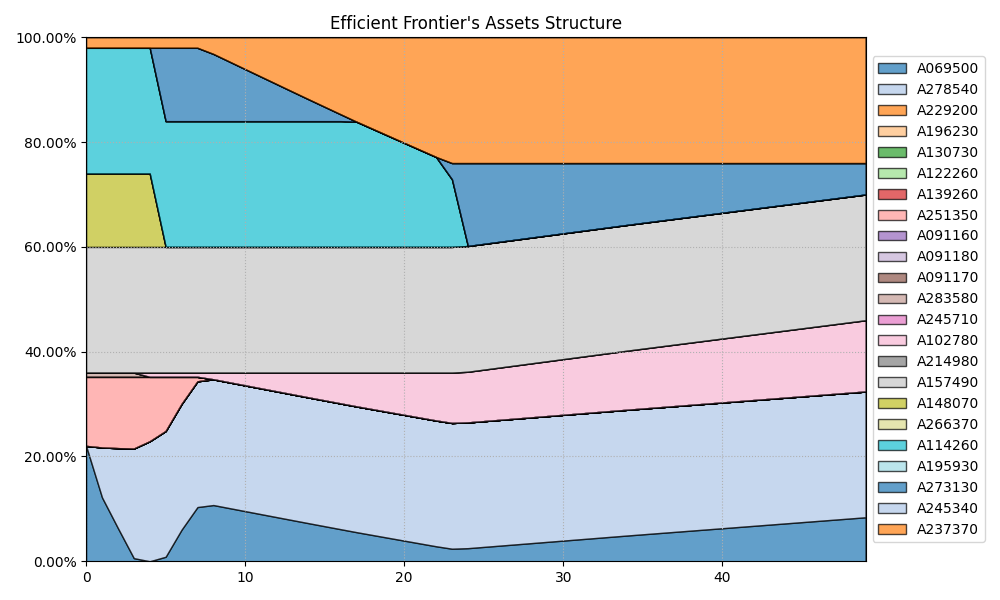 Efficient Frontier's Assets Structure
100.00%
80.00%
60.00%
40.00%
20.00%
0.00%
0
10
20
30
40
A069500
A278540
A229200
A196230
A130730
A122260
A139260
A251350
A091160
A091180
A091170
A283580
A245710
A102780
A214980
A157490
A148070
A266370
A114260
A195930
A273130
A245340
A237370